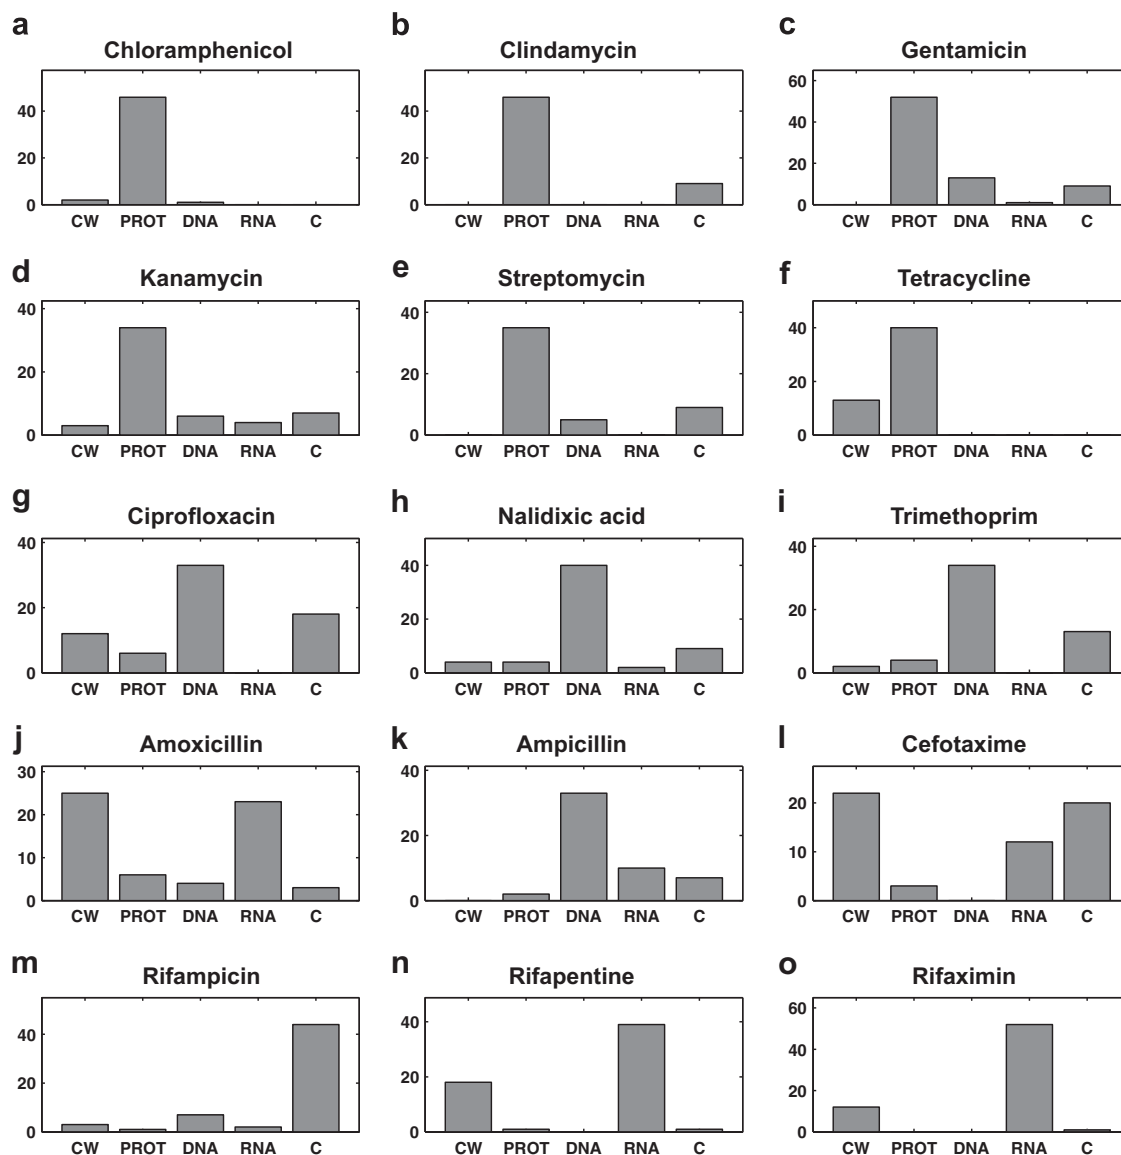 a
Chloramphenicol
40
20
0
CW PROT DNA RNA C
b
Clindamycin
40
20
0
CW PROT DNA RNA C
c
Gentamicin
60
40
20
0
CW PROT DNA RNA C
d
Kanamycin
40
20
0
CW PROT DNA RNA C
e
Streptomycin
40
20
0
CW PROT DNA RNA C
f
Tetracycline
40
20
0
CW PROT DNA RNA C
g
Ciprofloxacin
40
20
0
CW PROT DNA RNA C
h
Nalidixic acid
40
20
0
CW PROT DNA RNA C
i
Trimethoprim
40
20
0
CW PROT DNA RNA C
j
Amoxicillin
30
20
10
0
CW PROT DNA RNA C
k
Ampicillin
40
20
0
CW PROT DNA RNA C
l
Cefotaxime
20
10
0
CW PROT DNA RNA C
m
Rifampicin
40
20
0
CW PROT DNA RNA C
n
Rifapentine
40
20
0
CW PROT DNA RNA C
o
Rifaximin
60
40
20
0
CW PROT DNA RNA C